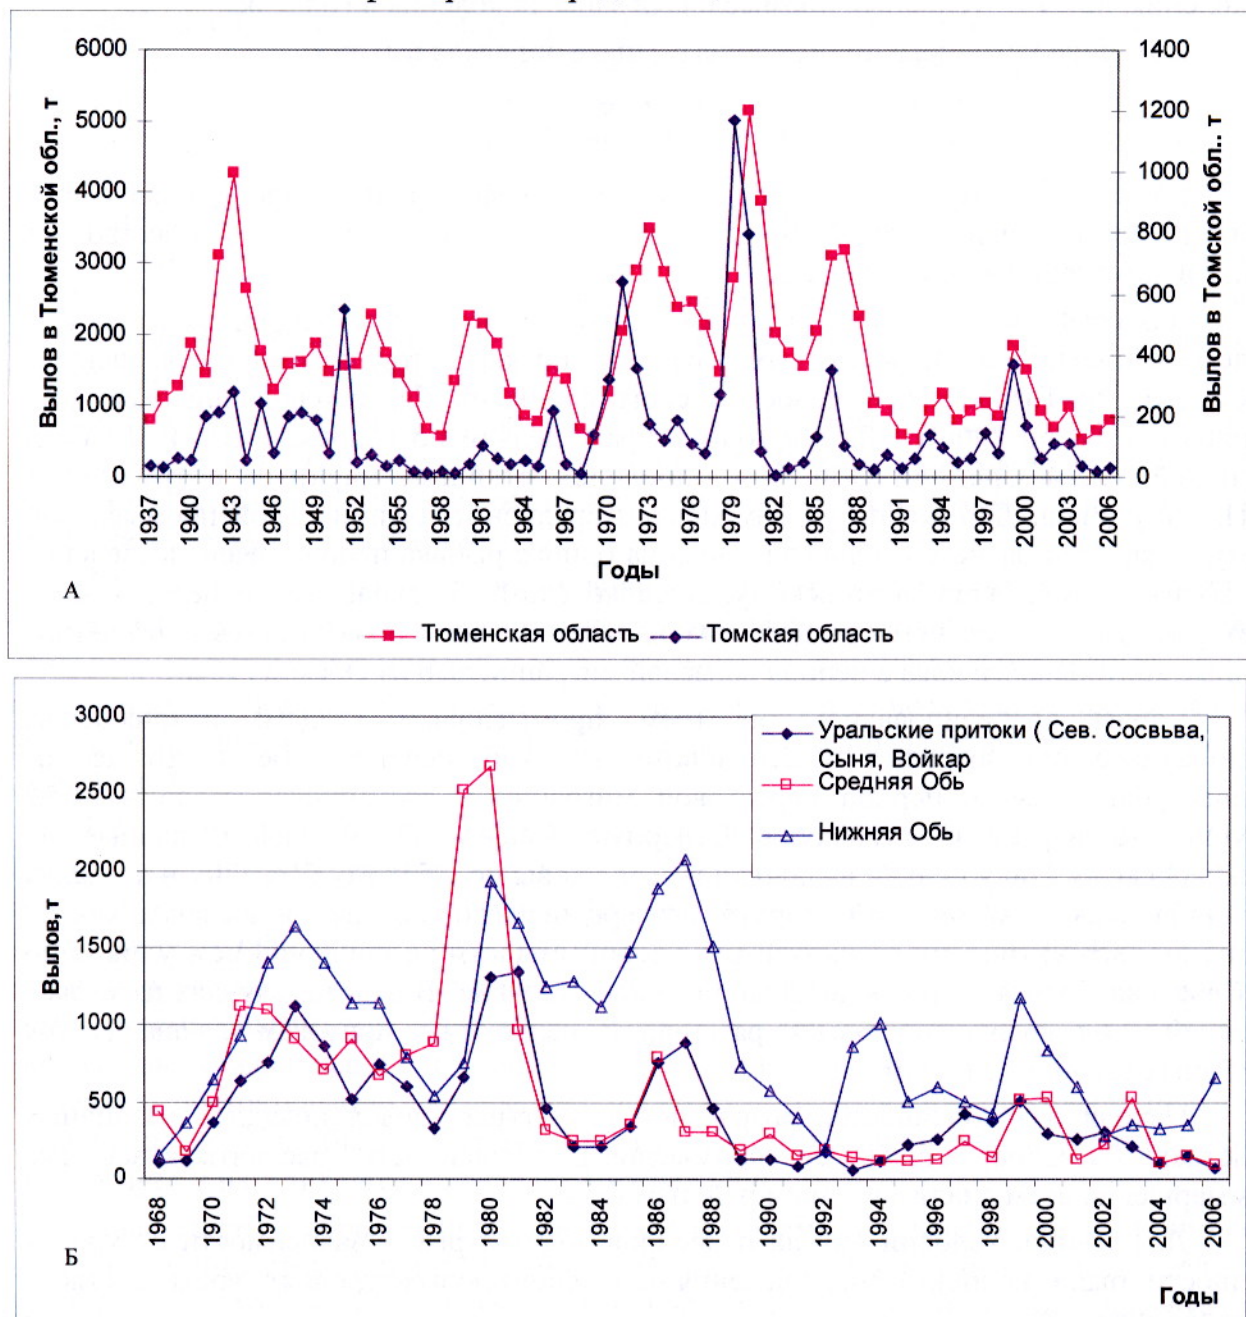 Вылов в Тюменской обл., т
6000
5000
4000
3000
2000
1000
0
1400
1200
1000
800
600
400
200
0
Вылов в Томской обл.. т
1937 1940 1943 1946 1949 1952 1955 1958 1961 1964 1967 1970 1973 1976 1979 1982 1985 1988 1991 1994 1997 2000 2003 2006
Годы
А
Тюменская область Томская область
Вылов, т
3000
2500
2000
1500
1000
500
0
Уральские притоки ( Сев. Сосвьва,
Сыня, Войкар
Средняя Обь
Нижняя Обь
1968 1970 1972 1974 1976 1978 1980 1982 1984 1986 1988 1990 1992 1994 1996 1998 2000 2002 2004 2006
Б
Годы